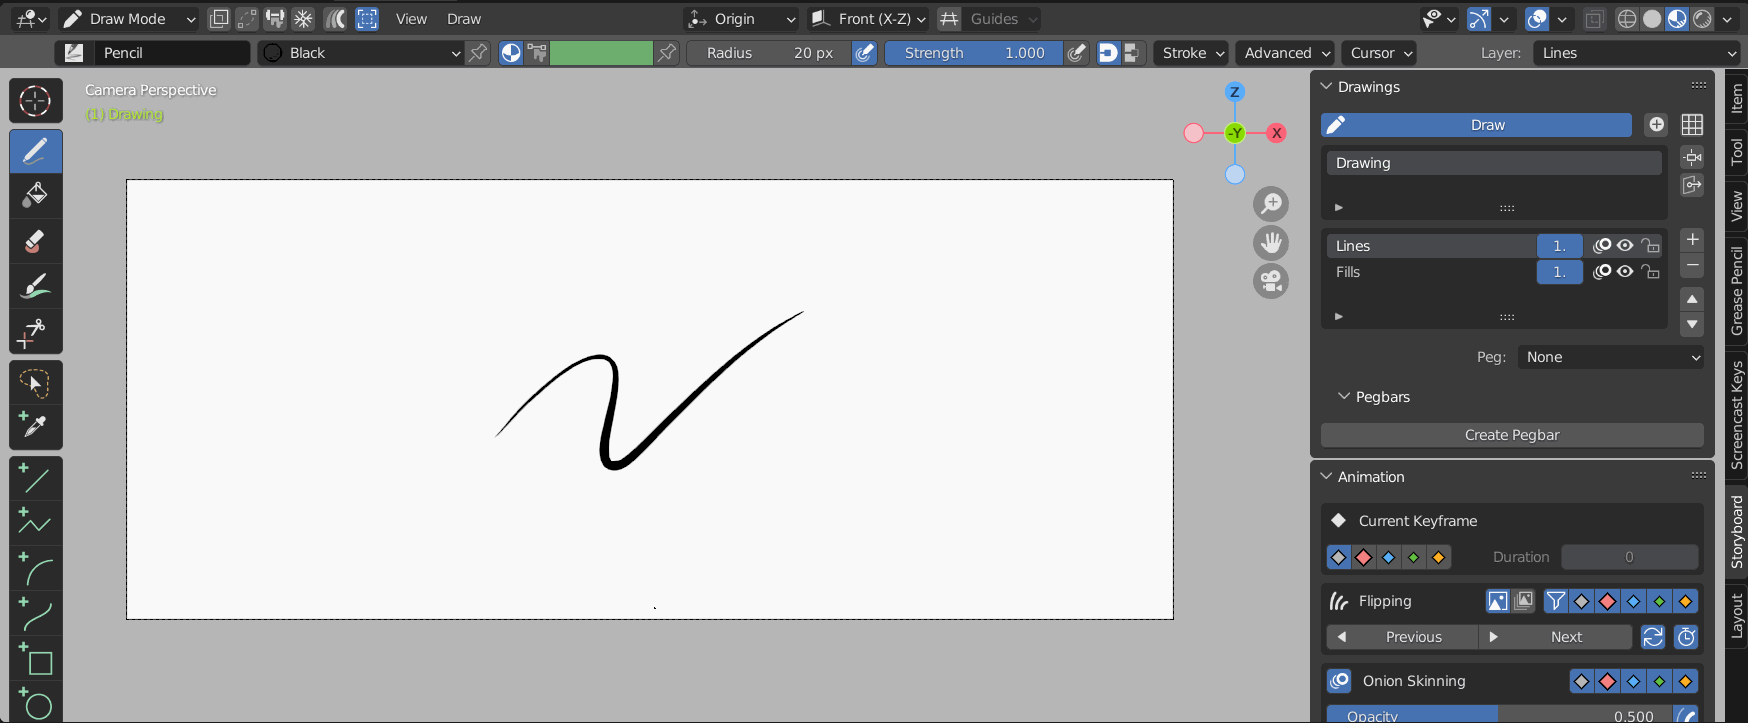 Draw Mode View Draw Origin Front (X-Z) Guides
Pencil Black Radius 20 px Strength 1.000 Stroke Advanced Cursor Layer: Lines
Camera Perspective
(1) Drawing
Z
-Y X
Drawings
Draw
Drawing
Lines 1.
Fills 1.
Peg: None
Pegbars
Create Pegbar
Animation
Current Keyframe
Duration 0
Flipping
Previous Next
Onion Skinning
Opacity 0.500
Item
Tool
View
Grease Pencil
Screencast Keys
Storyboard
Layout